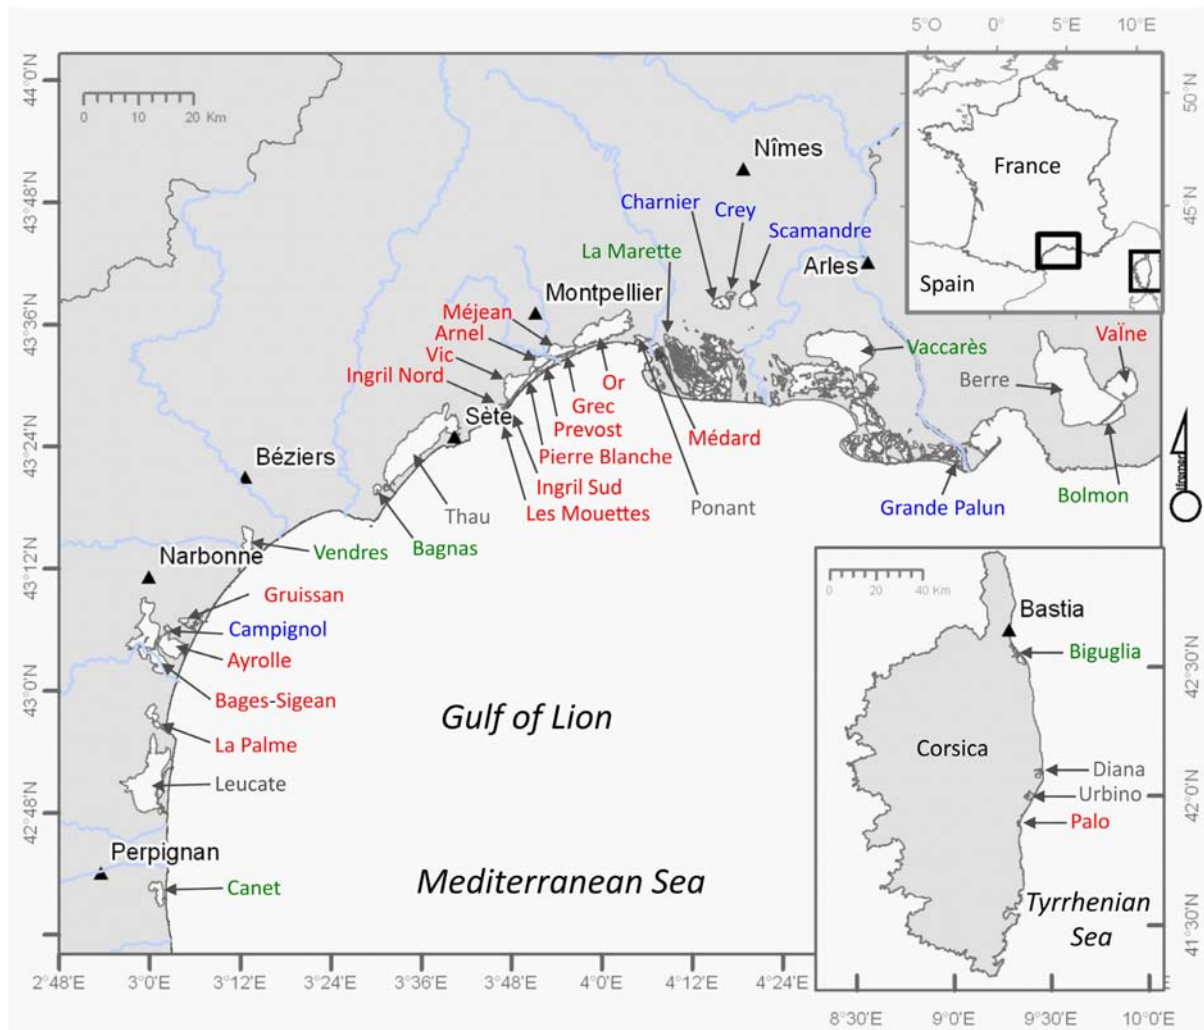 5°O 0° 5°E 10°E
44°0'N
0 10 20 Km
50°N
Nîmes
France
43°48'N
Charnier
Crey
Scamandre
45°N
La Marette
Arles
Spain
Montpellier
43°36'N
Méjean
Arnel
Vic
Ingril Nord
Vaccarès
Vaïne
Berre
Or
Grec
Prevost
Pierre Blanche
Ingril Sud
Les Mouettes
Sète
Médard
43°24'N
Béziers
Thau
Ponant
Grande Palun
Bolmon
Ifremer
Vendres
Bagnas
Narbonne
43°12'N
Gruissan
Campignol
Ayrolle
Bages-Sigean
43°0'N
La Palme
Gulf of Lion
Leucate
42°48'N
Perpignan
Canet
Mediterranean Sea
0 20 40 Km
Bastia
Biguglia
42°30'N
Corsica
Diana
Urbino
42°0'N
Palo
Tyrrhenian
Sea
41°30'N
2°48'E 3°0'E 3°12'E 3°24'E 3°36'E 3°48'E 4°0'E 4°12'E 4°24'E
8°30'E 9°0'E 9°30'E 10°0'E